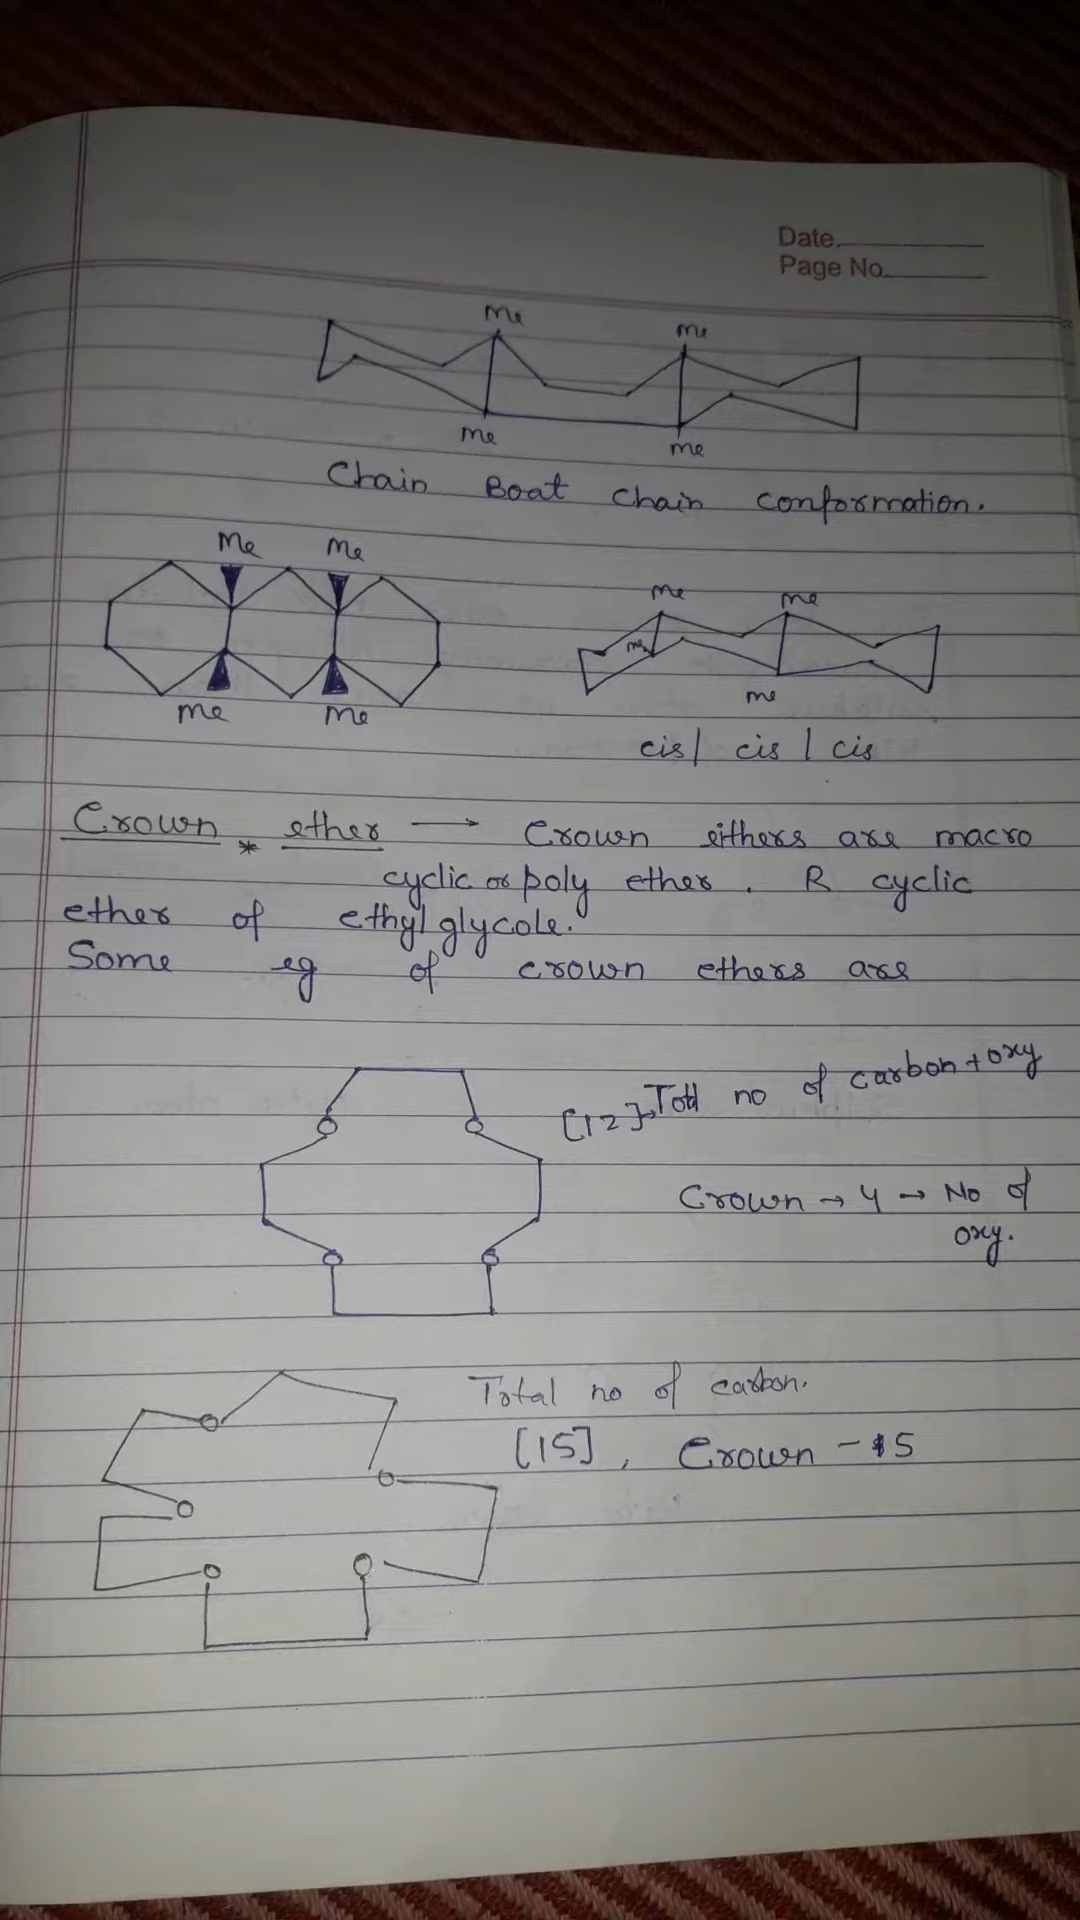 Date.
Page No.
Me Me
Me Me
Chain Boat Chain conformation.
Me Me
Me Me
Me Me
Me
Me
cis/ cis / cis
Crown * ether → Crown eithers are macro
cyclic or poly ether. R cyclic
ether of ethyl glycole.
Some eg of crown ethers are
[12]→ Total no of carbon + oxy
Crown → 4 → No of
oxy.
Total no of carbon.
[15], Crown - 5